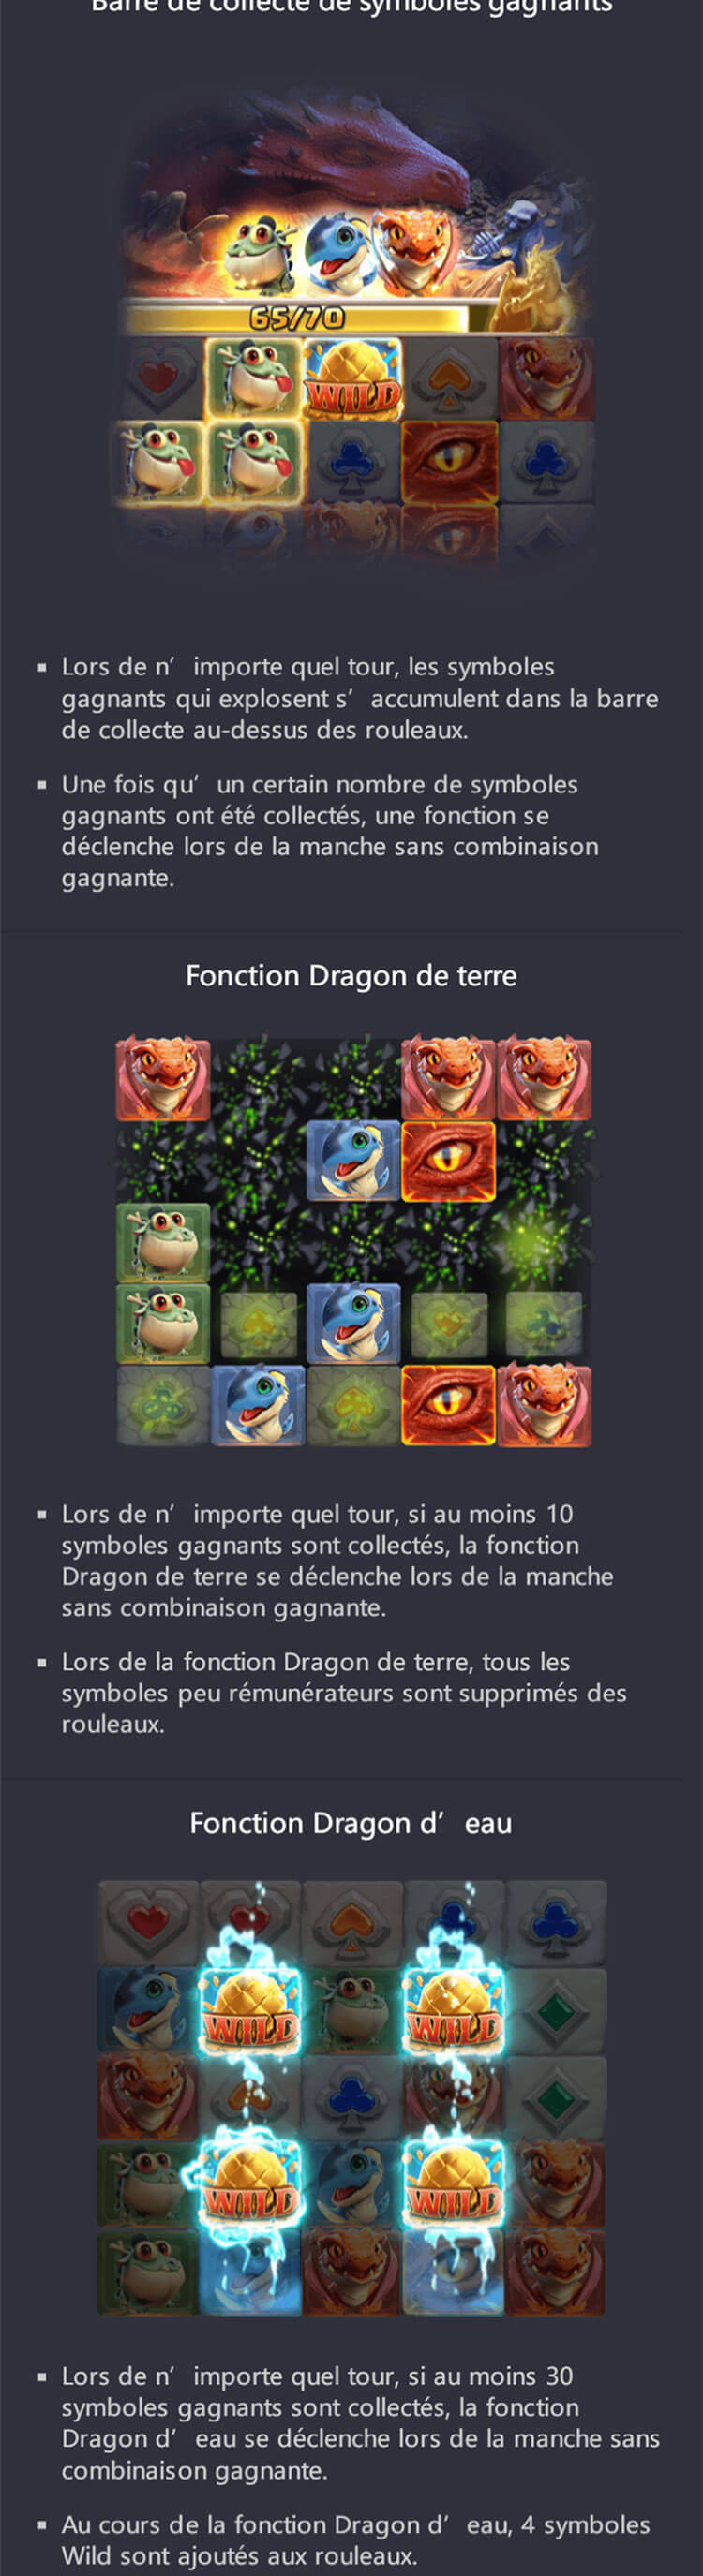 Barre de collecte de symboles gagnants
65/70
WILD
▪ Lors de n’ importe quel tour, les symboles
gagnants qui explosent s’ accumulent dans la barre
de collecte au-dessus des rouleaux.
▪ Une fois qu’ un certain nombre de symboles
gagnants ont été collectés, une fonction se
déclenche lors de la manche sans combinaison
gagnante.
Fonction Dragon de terre
▪ Lors de n’ importe quel tour, si au moins 10
symboles gagnants sont collectés, la fonction
Dragon de terre se déclenche lors de la manche
sans combinaison gagnante.
▪ Lors de la fonction Dragon de terre, tous les
symboles peu rémunérateurs sont supprimés des
rouleaux.
Fonction Dragon d’ eau
WILD WILD
WILD WILD
▪ Lors de n’ importe quel tour, si au moins 30
symboles gagnants sont collectés, la fonction
Dragon d’ eau se déclenche lors de la manche sans
combinaison gagnante.
▪ Au cours de la fonction Dragon d’ eau, 4 symboles
Wild sont ajoutés aux rouleaux.